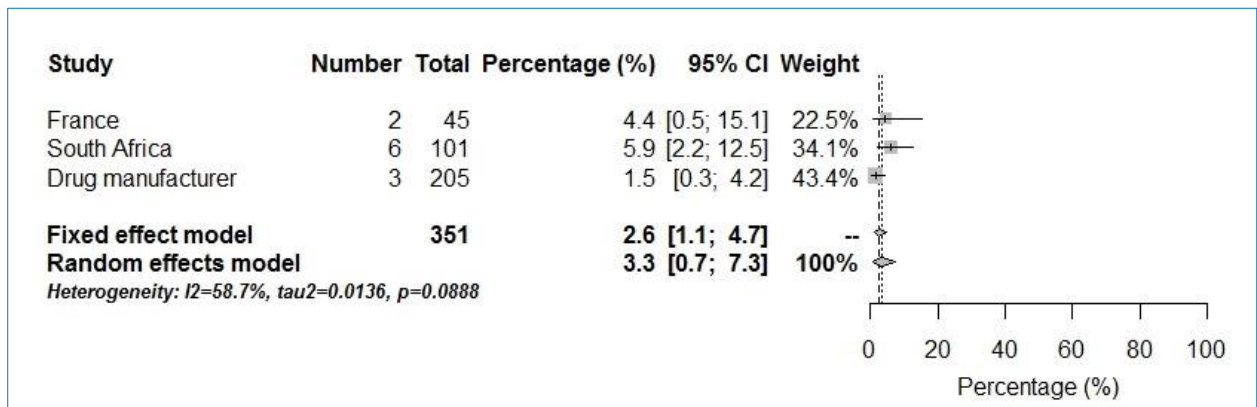 Study Number Total Percentage (%) 95% CI Weight
France 2 45 4.4 [0.5; 15.1] 22.5%
South Africa 6 101 5.9 [2.2; 12.5] 34.1%
Drug manufacturer 3 205 1.5 [0.3; 4.2] 43.4%
Fixed effect model 351 2.6 [1.1; 4.7] --
Random effects model 3.3 [0.7; 7.3] 100%
Heterogeneity: I2=58.7%, tau2=0.0136, p=0.0888
0 20 40 60 80 100
Percentage (%)